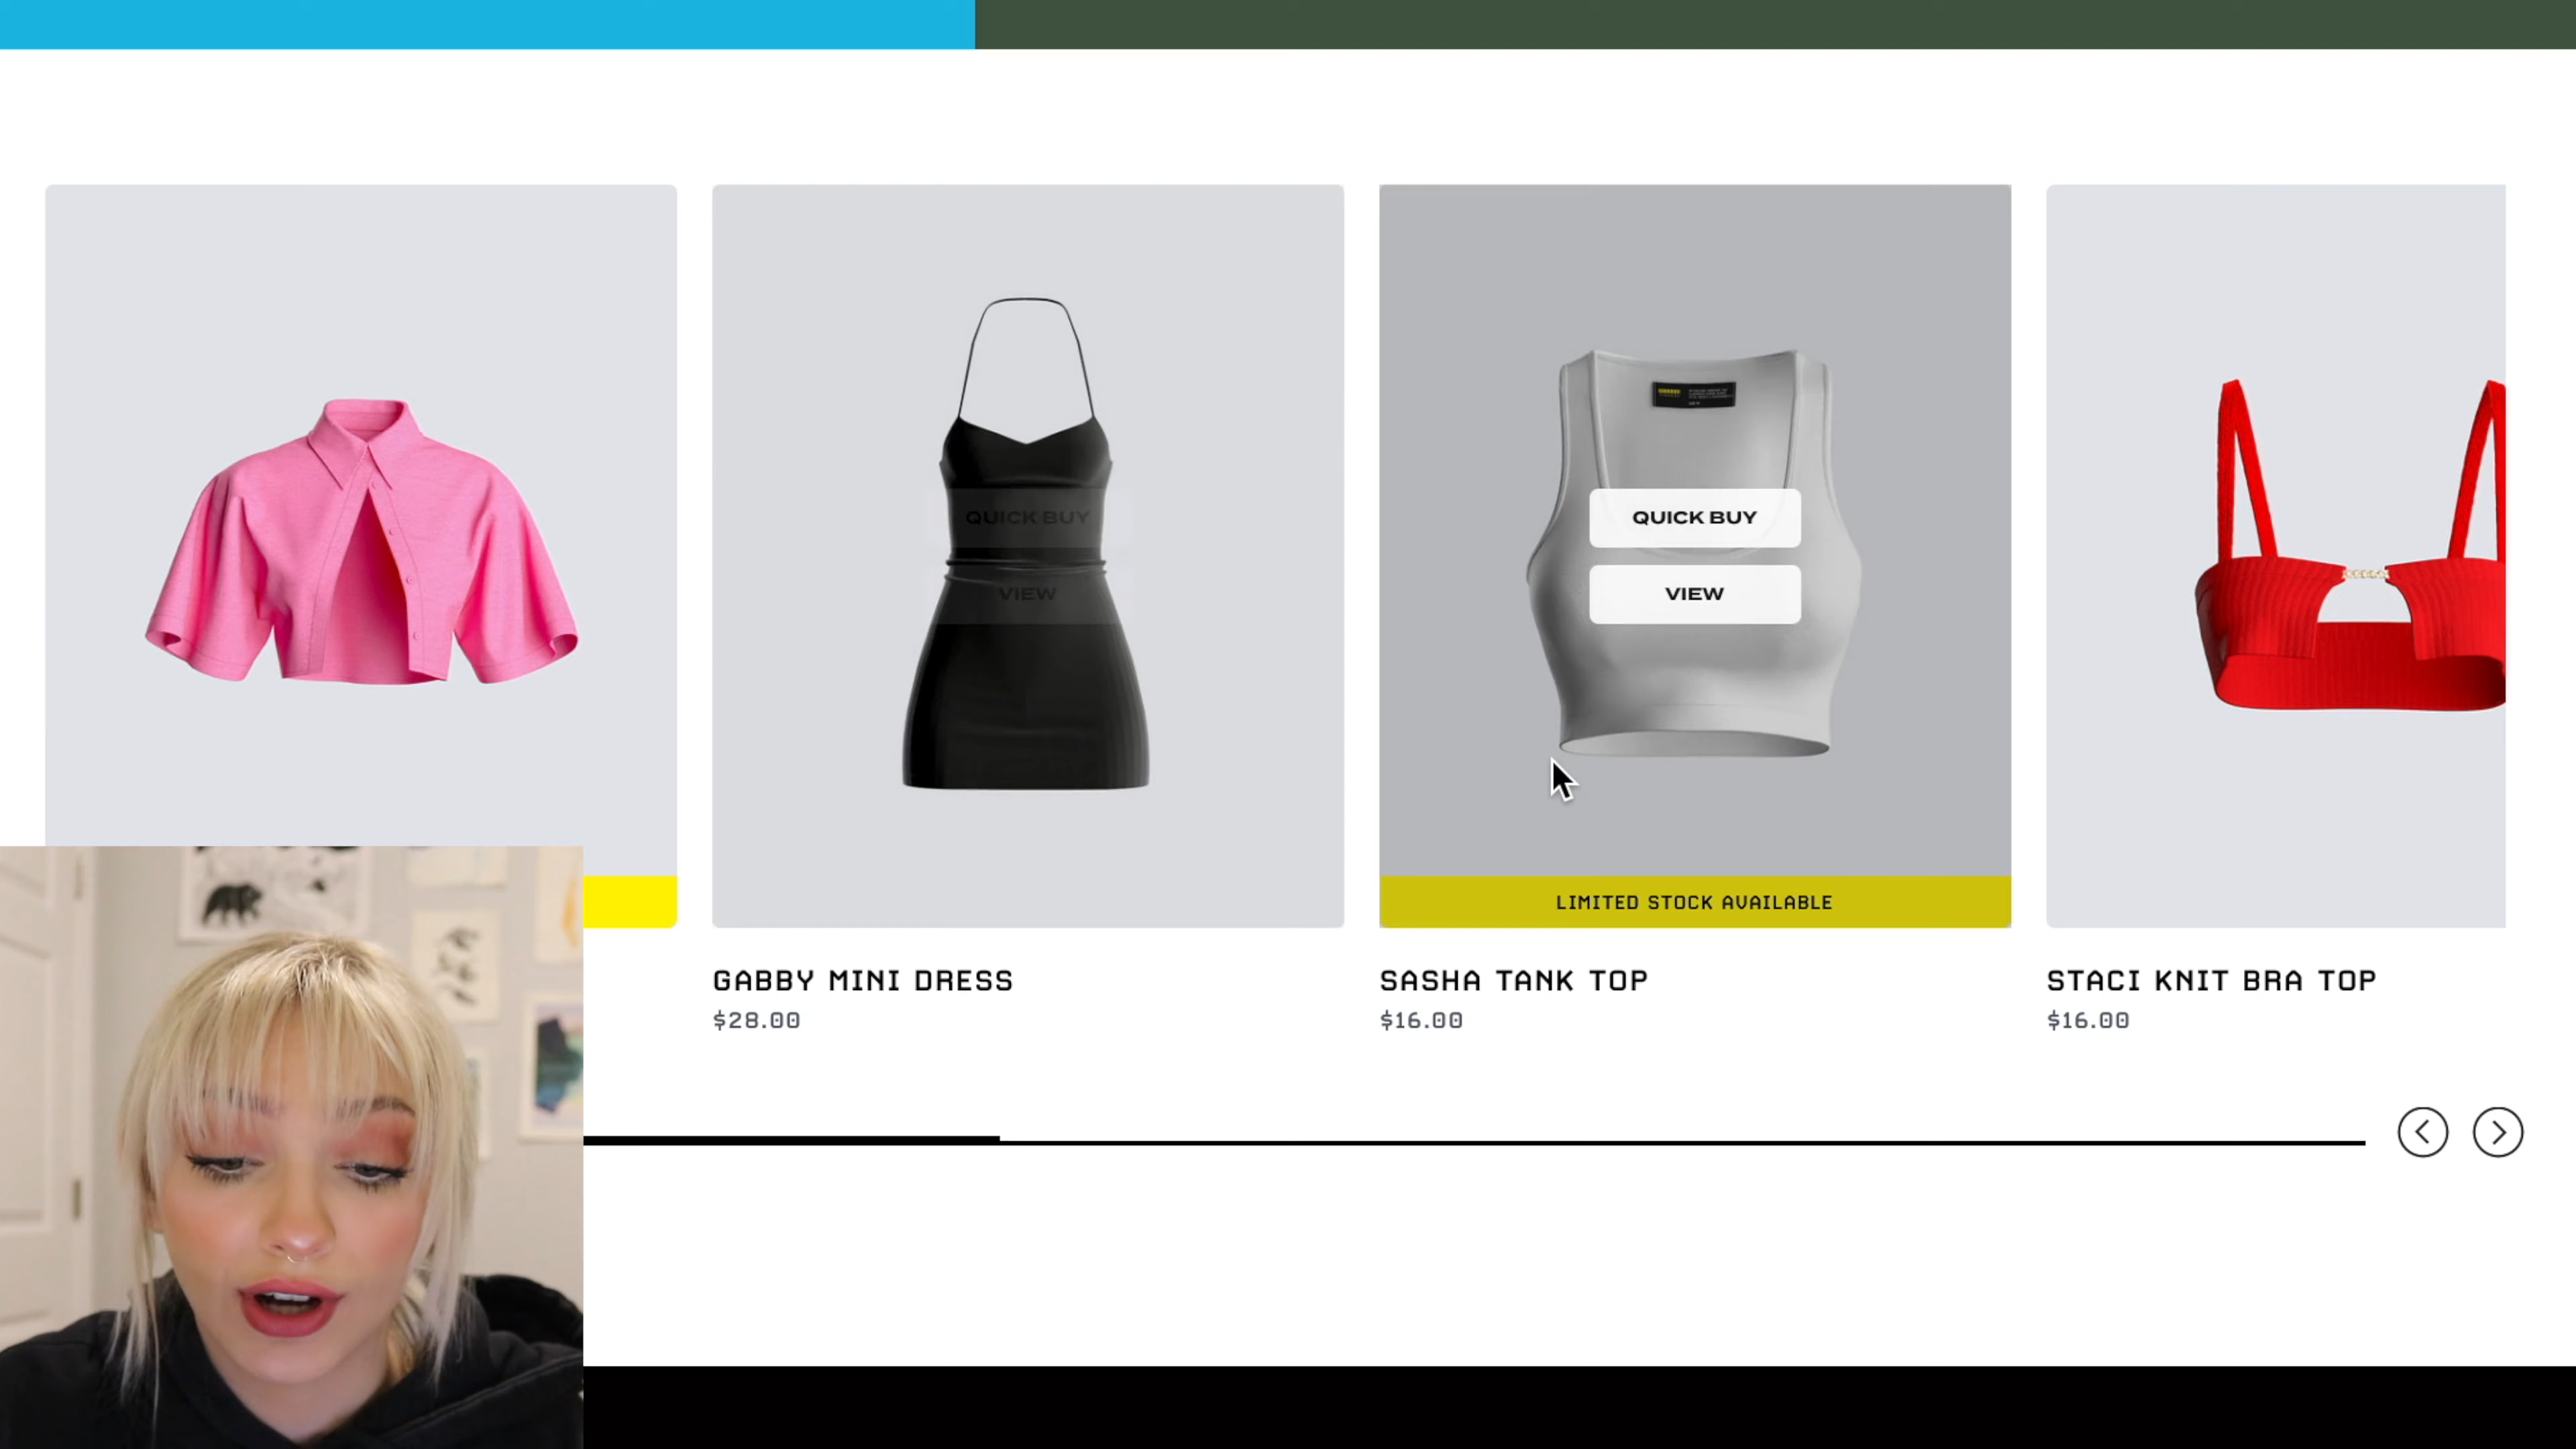 QUICK BUY
VIEW
QUICK BUY
VIEW
LIMITED STOCK AVAILABLE
GABBY MINI DRESS
$28.00
SASHA TANK TOP
$16.00
STACI KNIT BRA TOP
$16.00